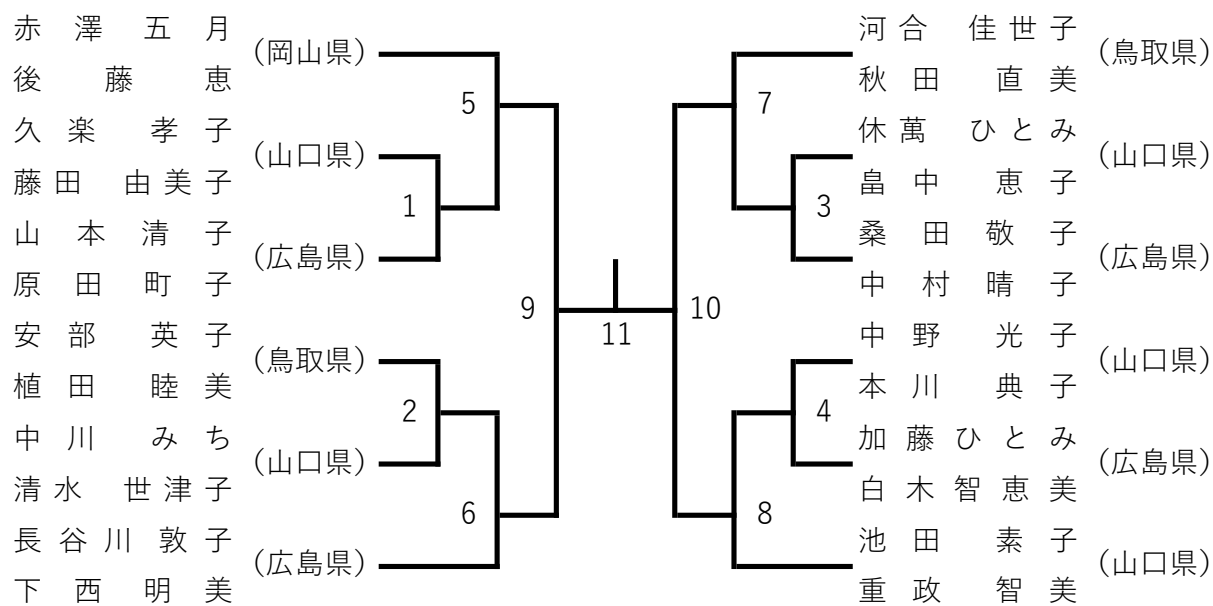 赤澤五月
(岡山県)
後藤恵
久楽孝子
(山口県)
藤田由美子
山本清子
(広島県)
原田町子
安部英子
(鳥取県)
植田睦美
中川みち
(山口県)
清水世津子
長谷川敦子
(広島県)
下西明美
5
1
2
6
9
11
10
7
3
4
8
河合佳世子
(鳥取県)
秋田直美
休萬ひとみ
(山口県)
畠中恵子
桑田敬子
(広島県)
中村晴子
中野光子
(山口県)
本川典子
加藤ひとみ
(広島県)
白木智恵美
池田素子
(山口県)
重政智美